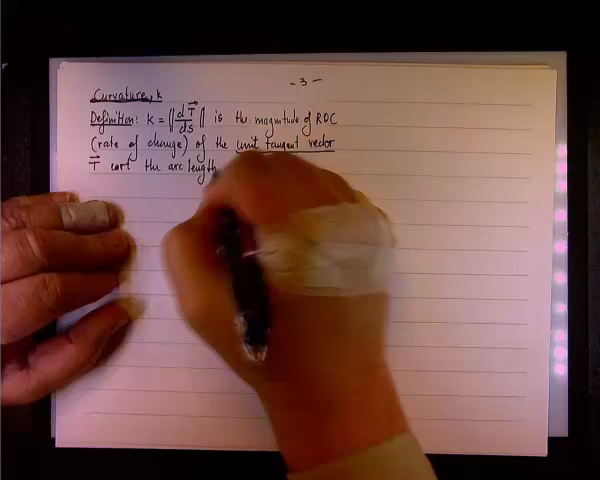 - 3 -
Curvature, k
Definition: K = ‖dT⃗/ds‖ is the magnitude of ROC
(rate of change) of the unit tangent vector
T⃗ wrt the arc length